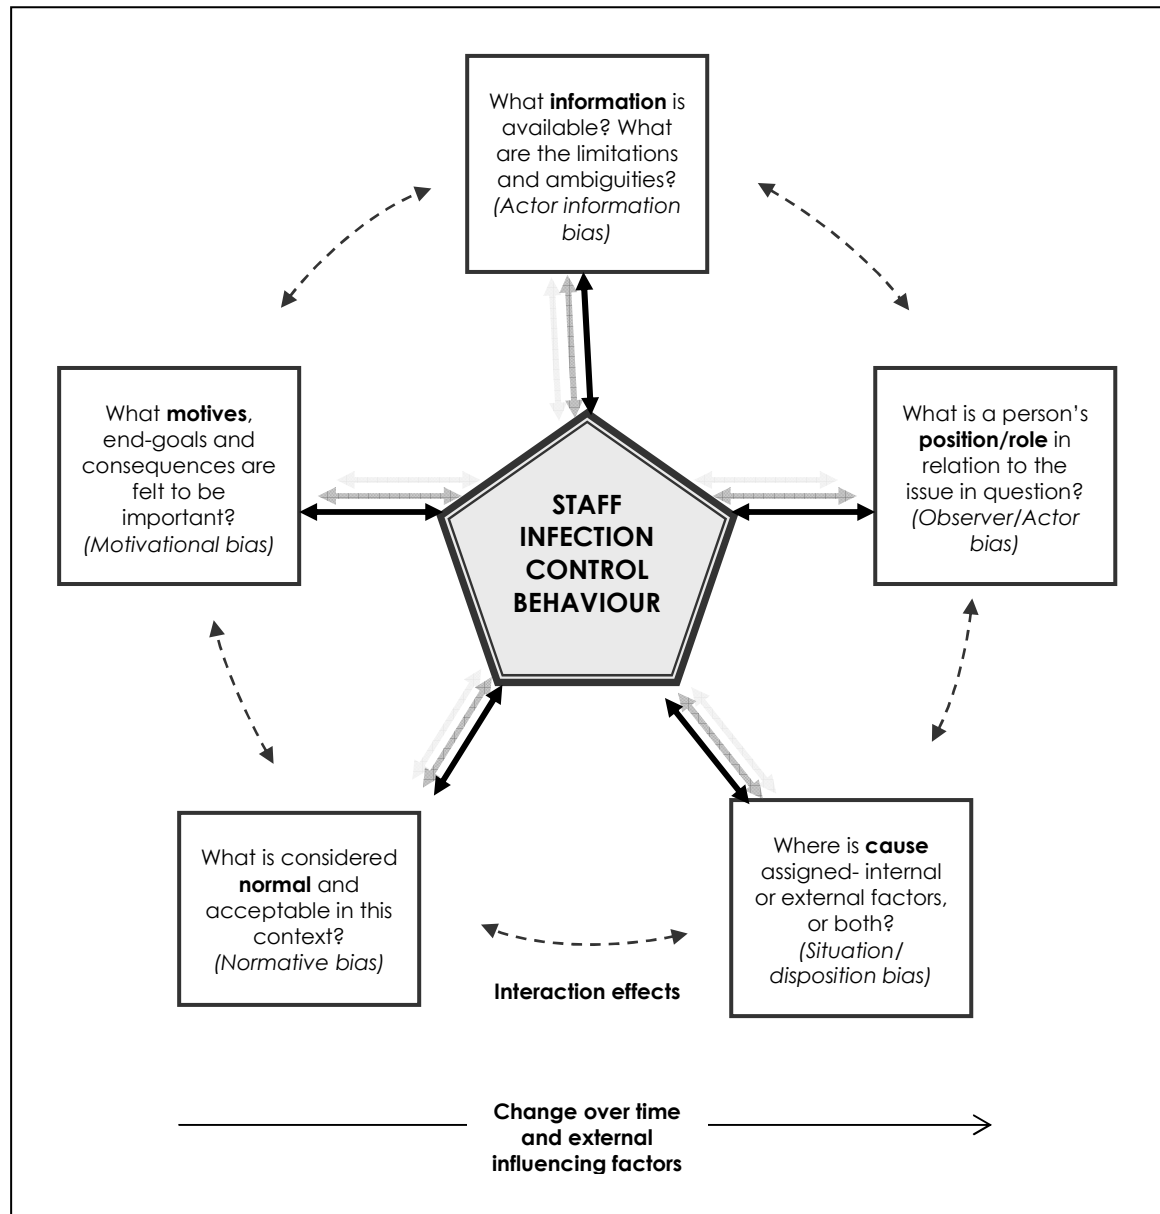 What information is
available? What
are the limitations
and ambiguities?
(Actor information
bias)
What motives,
end-goals and
consequences are
felt to be
important?
(Motivational bias)
STAFF
INFECTION
CONTROL
BEHAVIOUR
What is a person’s
position/role in
relation to the
issue in question?
(Observer/Actor
bias)
What is considered
normal and
acceptable in this
context?
(Normative bias)
Where is cause
assigned- internal
or external factors,
or both?
(Situation/
disposition bias)
Interaction effects
Change over time
and external
influencing factors